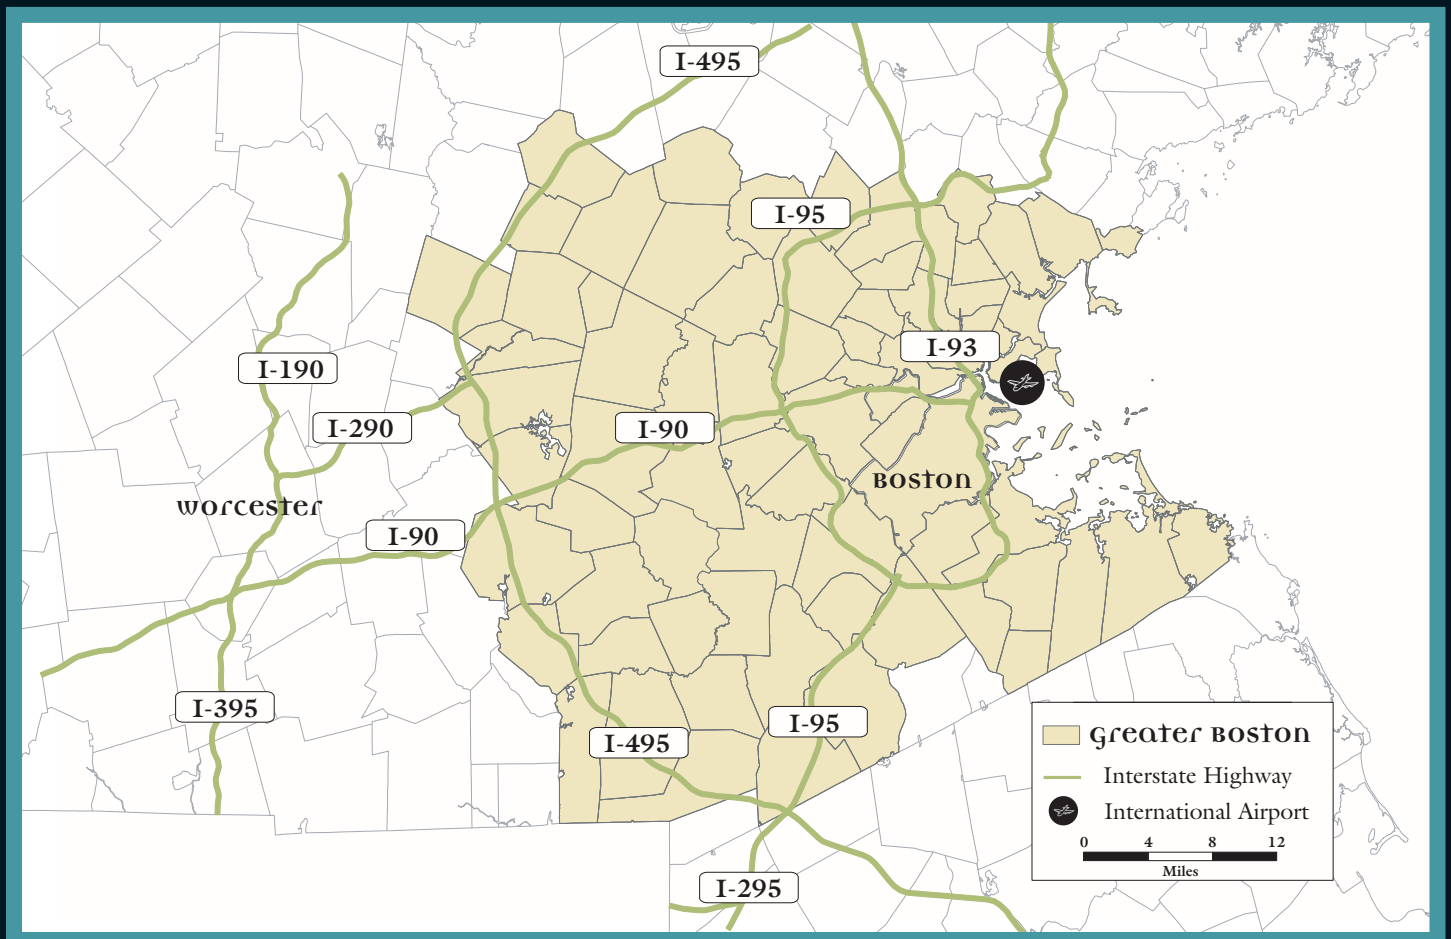 I-495
I-95
I-93
I-190
I-290
I-90
BOSTON
WORCESTER
I-90
I-395
I-95
I-495
I-295
GREATER BOSTON
Interstate Highway
International Airport
0 4 8 12
Miles